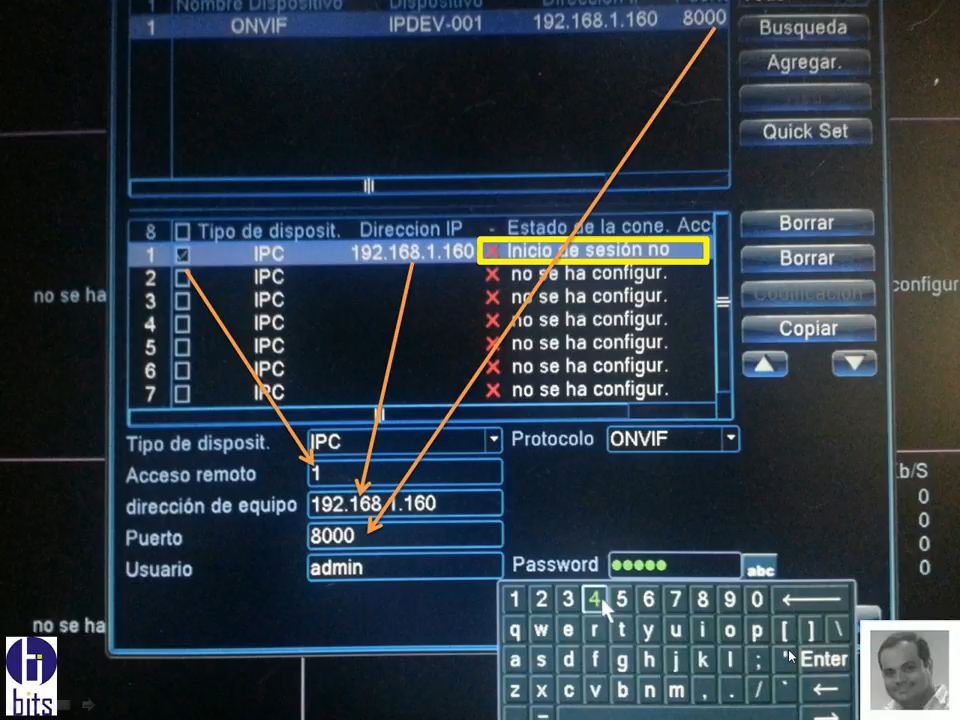 1 Nombre Dispositivo Dispositivo
1 ONVIF IPDEV-001 192.168.1.160 8000
Busqueda
Agregar.
Quick Set
8 Tipo de disposit. Direccion IP - Estado de la cone. Acc
1 IPC 192.168.1.160 Inicio de sesión no
2 IPC no se ha configur.
3 IPC no se ha configur.
4 IPC no se ha configur.
5 IPC no se ha configur.
6 IPC no se ha configur.
7 IPC no se ha configur.
Borrar
Borrar
Codificacion
Copiar
no se ha
configur
Tipo de disposit. IPC Protocolo ONVIF
Acceso remoto 1
dirección de equipo 192.168.1.160
Puerto 8000
Usuario admin Password ●●●●● abc
Kb/S
0
0
0
0
1 2 3 4 5 6 7 8 9 0
q w e r t y u i o p [ ] \
a s d f g h j k l ; ' Enter
z x c v b n m , . / `
no se ha
hi
bits